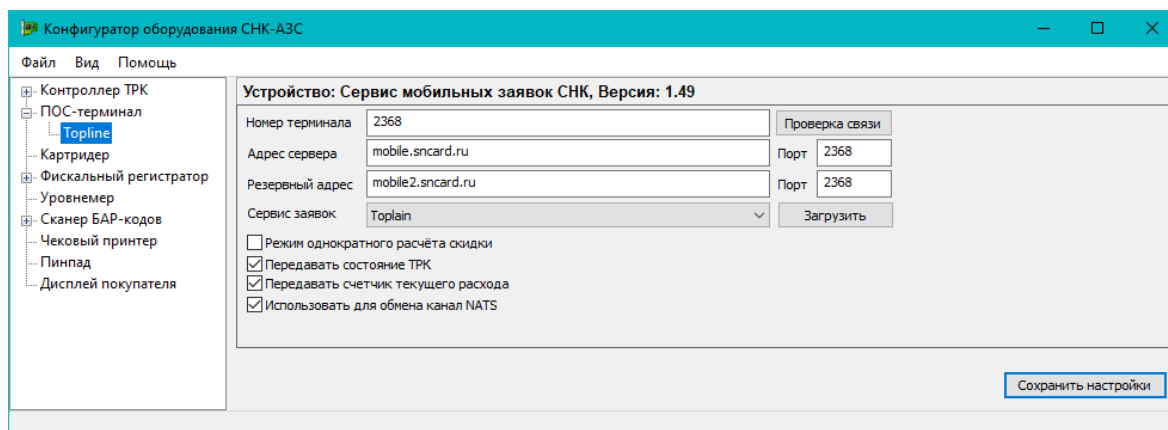 Конфигуратор оборудования СНК-АЗС
Файл Вид Помощь
Контроллер ТРК
ПОС-терминал
Topline
Картридер
Фискальный регистратор
Уровнемер
Сканер БАР-кодов
Чековый принтер
Пинпад
Дисплей покупателя
Устройство: Сервис мобильных заявок СНК, Версия: 1.49
Номер терминала 2368 Проверка связи
Адрес сервера mobile.sncard.ru Порт 2368
Резервный адрес mobile2.sncard.ru Порт 2368
Сервис заявок Toplain Загрузить
Режим однократного расчёта скидки
Передавать состояние ТРК
Передавать счетчик текущего расхода
Использовать для обмена канал NATS
Сохранить настройки